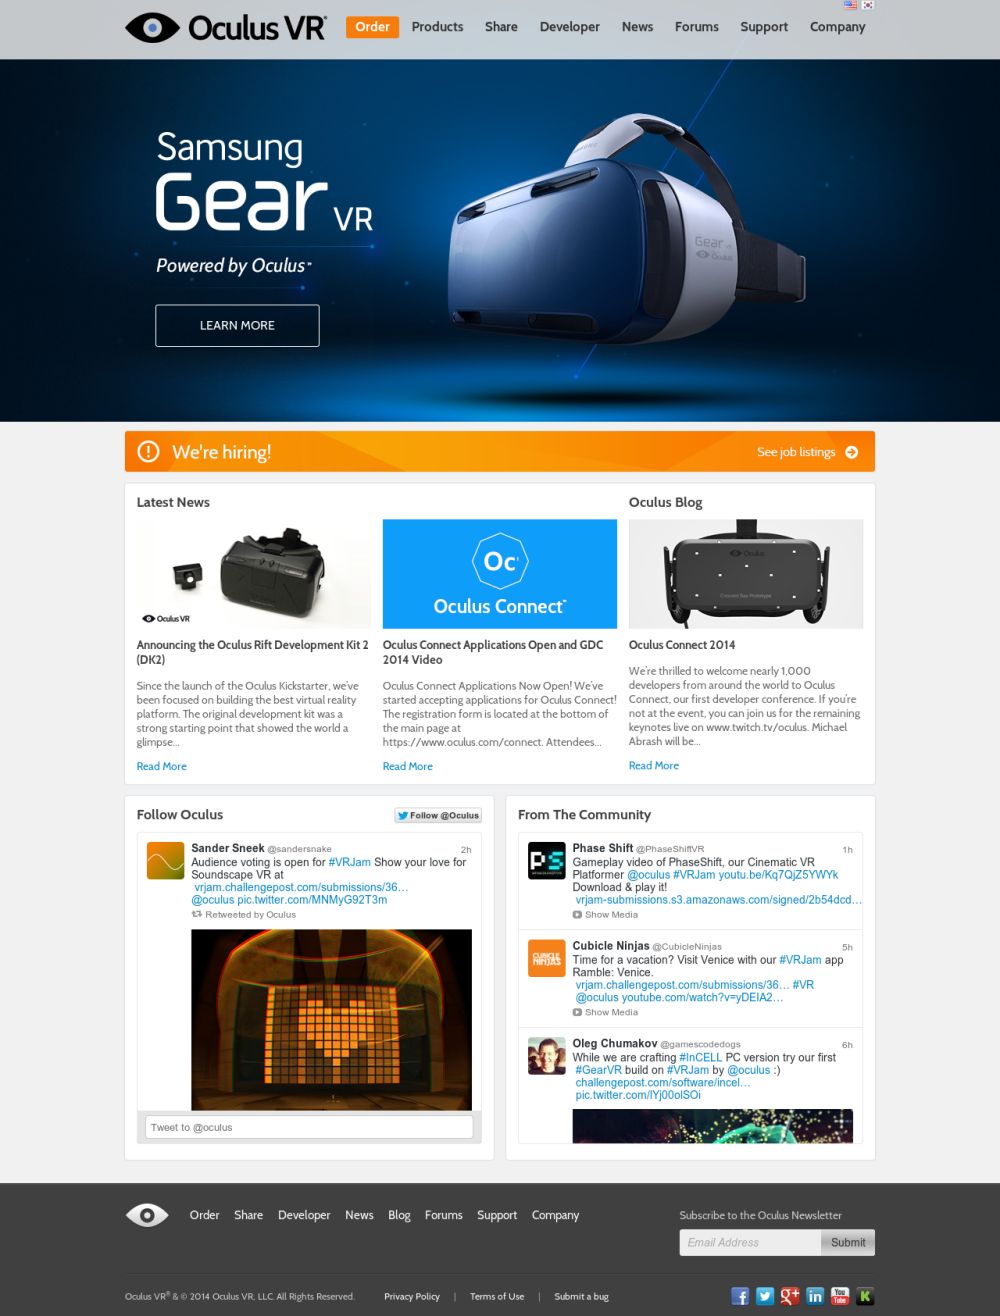 Oculus VR®
Order Products Share Developer News Forums Support Company
Samsung
Gear VR
Powered by Oculus™
LEARN MORE
Gear VR
Oculus
We're hiring!
See job listings
Latest News
Oculus VR
Announcing the Oculus Rift Development Kit 2
(DK2)
Since the launch of the Oculus Kickstarter, we've
been focused on building the best virtual reality
platform. The original development kit was a
strong starting point that showed the world a
glimpse...
Read More
Oc
Oculus Connect™
Oculus Connect Applications Open and GDC
2014 Video
Oculus Connect Applications Now Open! We've
started accepting applications for Oculus Connect!
The registration form is located at the bottom of
the main page at
https://www.oculus.com/connect. Attendees...
Read More
Oculus Blog
Oculus
Crescent Bay Prototype
Oculus Connect 2014
We're thrilled to welcome nearly 1,000
developers from around the world to Oculus
Connect, our first developer conference. If you're
not at the event, you can join us for the remaining
keynotes live on www.twitch.tv/oculus. Michael
Abrash will be...
Read More
Follow Oculus
Follow @Oculus
Sander Sneek @sandersnake 2h
Audience voting is open for #VRJam Show your love for
Soundscape VR at
vrjam.challengepost.com/submissions/36…
@oculus pic.twitter.com/MNMyG92T3m
Retweeted by Oculus
Tweet to @oculus
From The Community
PS
Phase Shift @PhaseShiftVR 1h
Gameplay video of PhaseShift, our Cinematic VR
Platformer @oculus #VRJam youtu.be/Kq7QjZ5YWYk
Download & play it!
vrjam-submissions.s3.amazonaws.com/signed/2b54dcd…
Show Media
CUBICLE
NINJAS
Cubicle Ninjas @CubicleNinjas 5h
Time for a vacation? Visit Venice with our #VRJam app
Ramble: Venice.
vrjam.challengepost.com/submissions/36… #VR
@oculus youtube.com/watch?v=yDEIA2…
Show Media
Oleg Chumakov @gamescodedogs 6h
While we are crafting #InCELL PC version try our first
#GearVR build on #VRJam by @oculus :)
challengepost.com/software/incel…
pic.twitter.com/lYj00olSOi
Order Share Developer News Blog Forums Support Company
Subscribe to the Oculus Newsletter
Email Address Submit
Oculus VR® & © 2014 Oculus VR, LLC. All Rights Reserved. Privacy Policy | Terms of Use | Submit a bug
f g+ in You Tube K